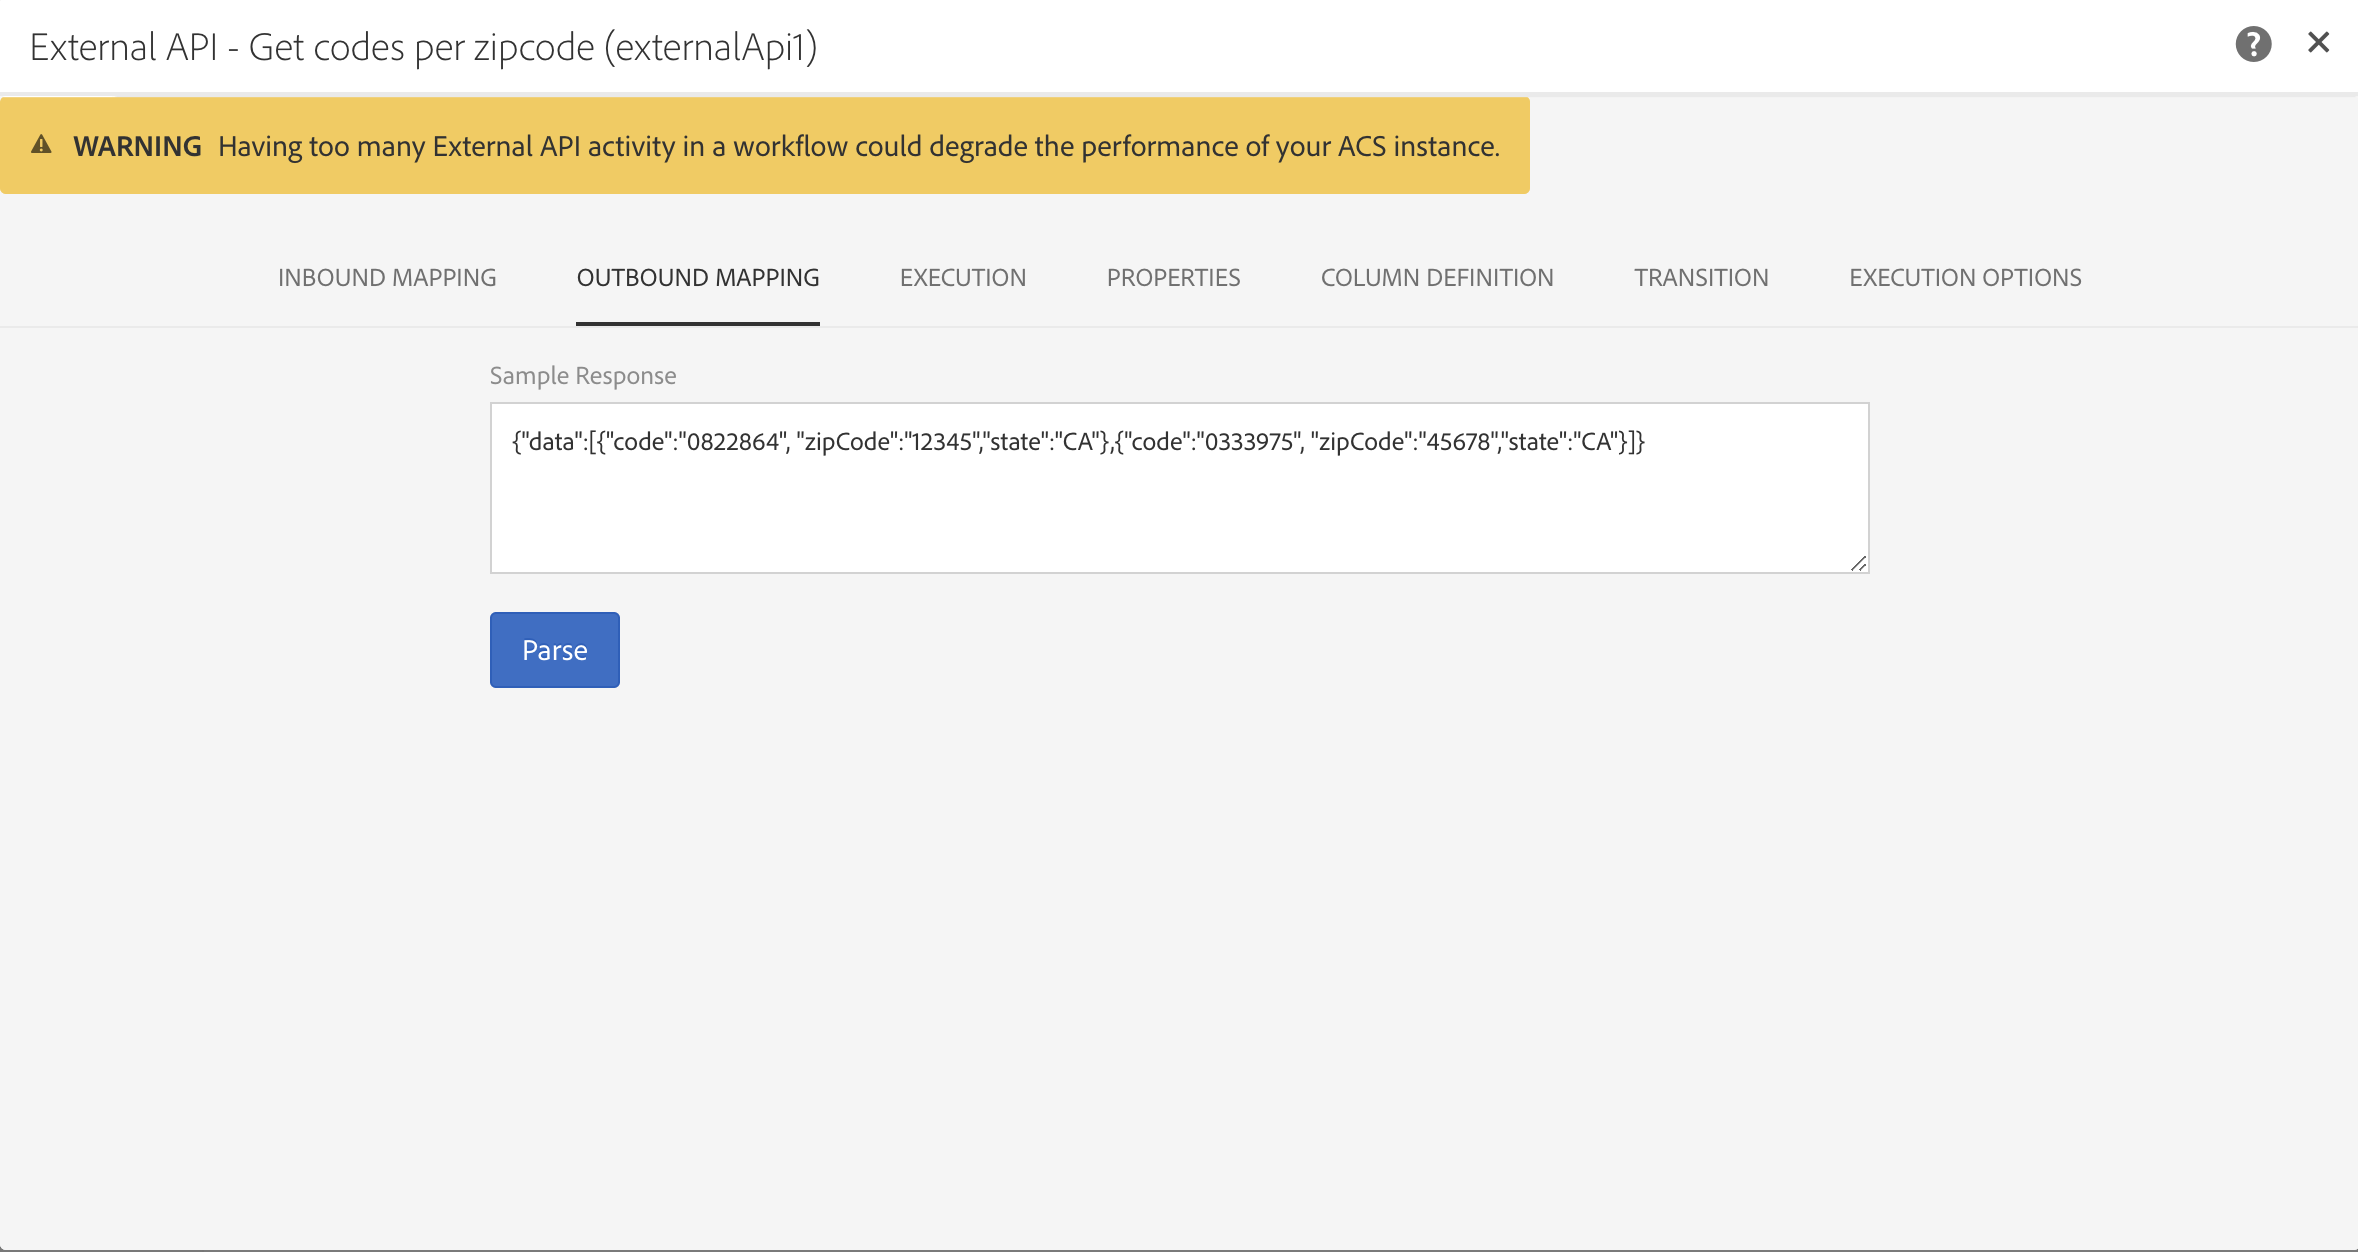 External API - Get codes per zipcode (externalApi1)
WARNING Having too many External API activity in a workflow could degrade the performance of your ACS instance.
INBOUND MAPPING OUTBOUND MAPPING EXECUTION PROPERTIES COLUMN DEFINITION TRANSITION EXECUTION OPTIONS
Sample Response
{"data":[{"code":"0822864", "zipCode":"12345","state":"CA"},{"code":"0333975", "zipCode":"45678","state":"CA"}]}
Parse